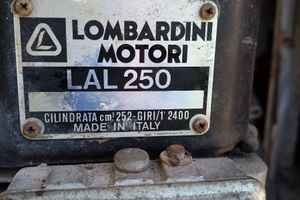 LOMBARDINI
MOTORI
LAL 250
CILINDRATA cm³ 252-GIRI/1' 2400
MADE IN ITALY